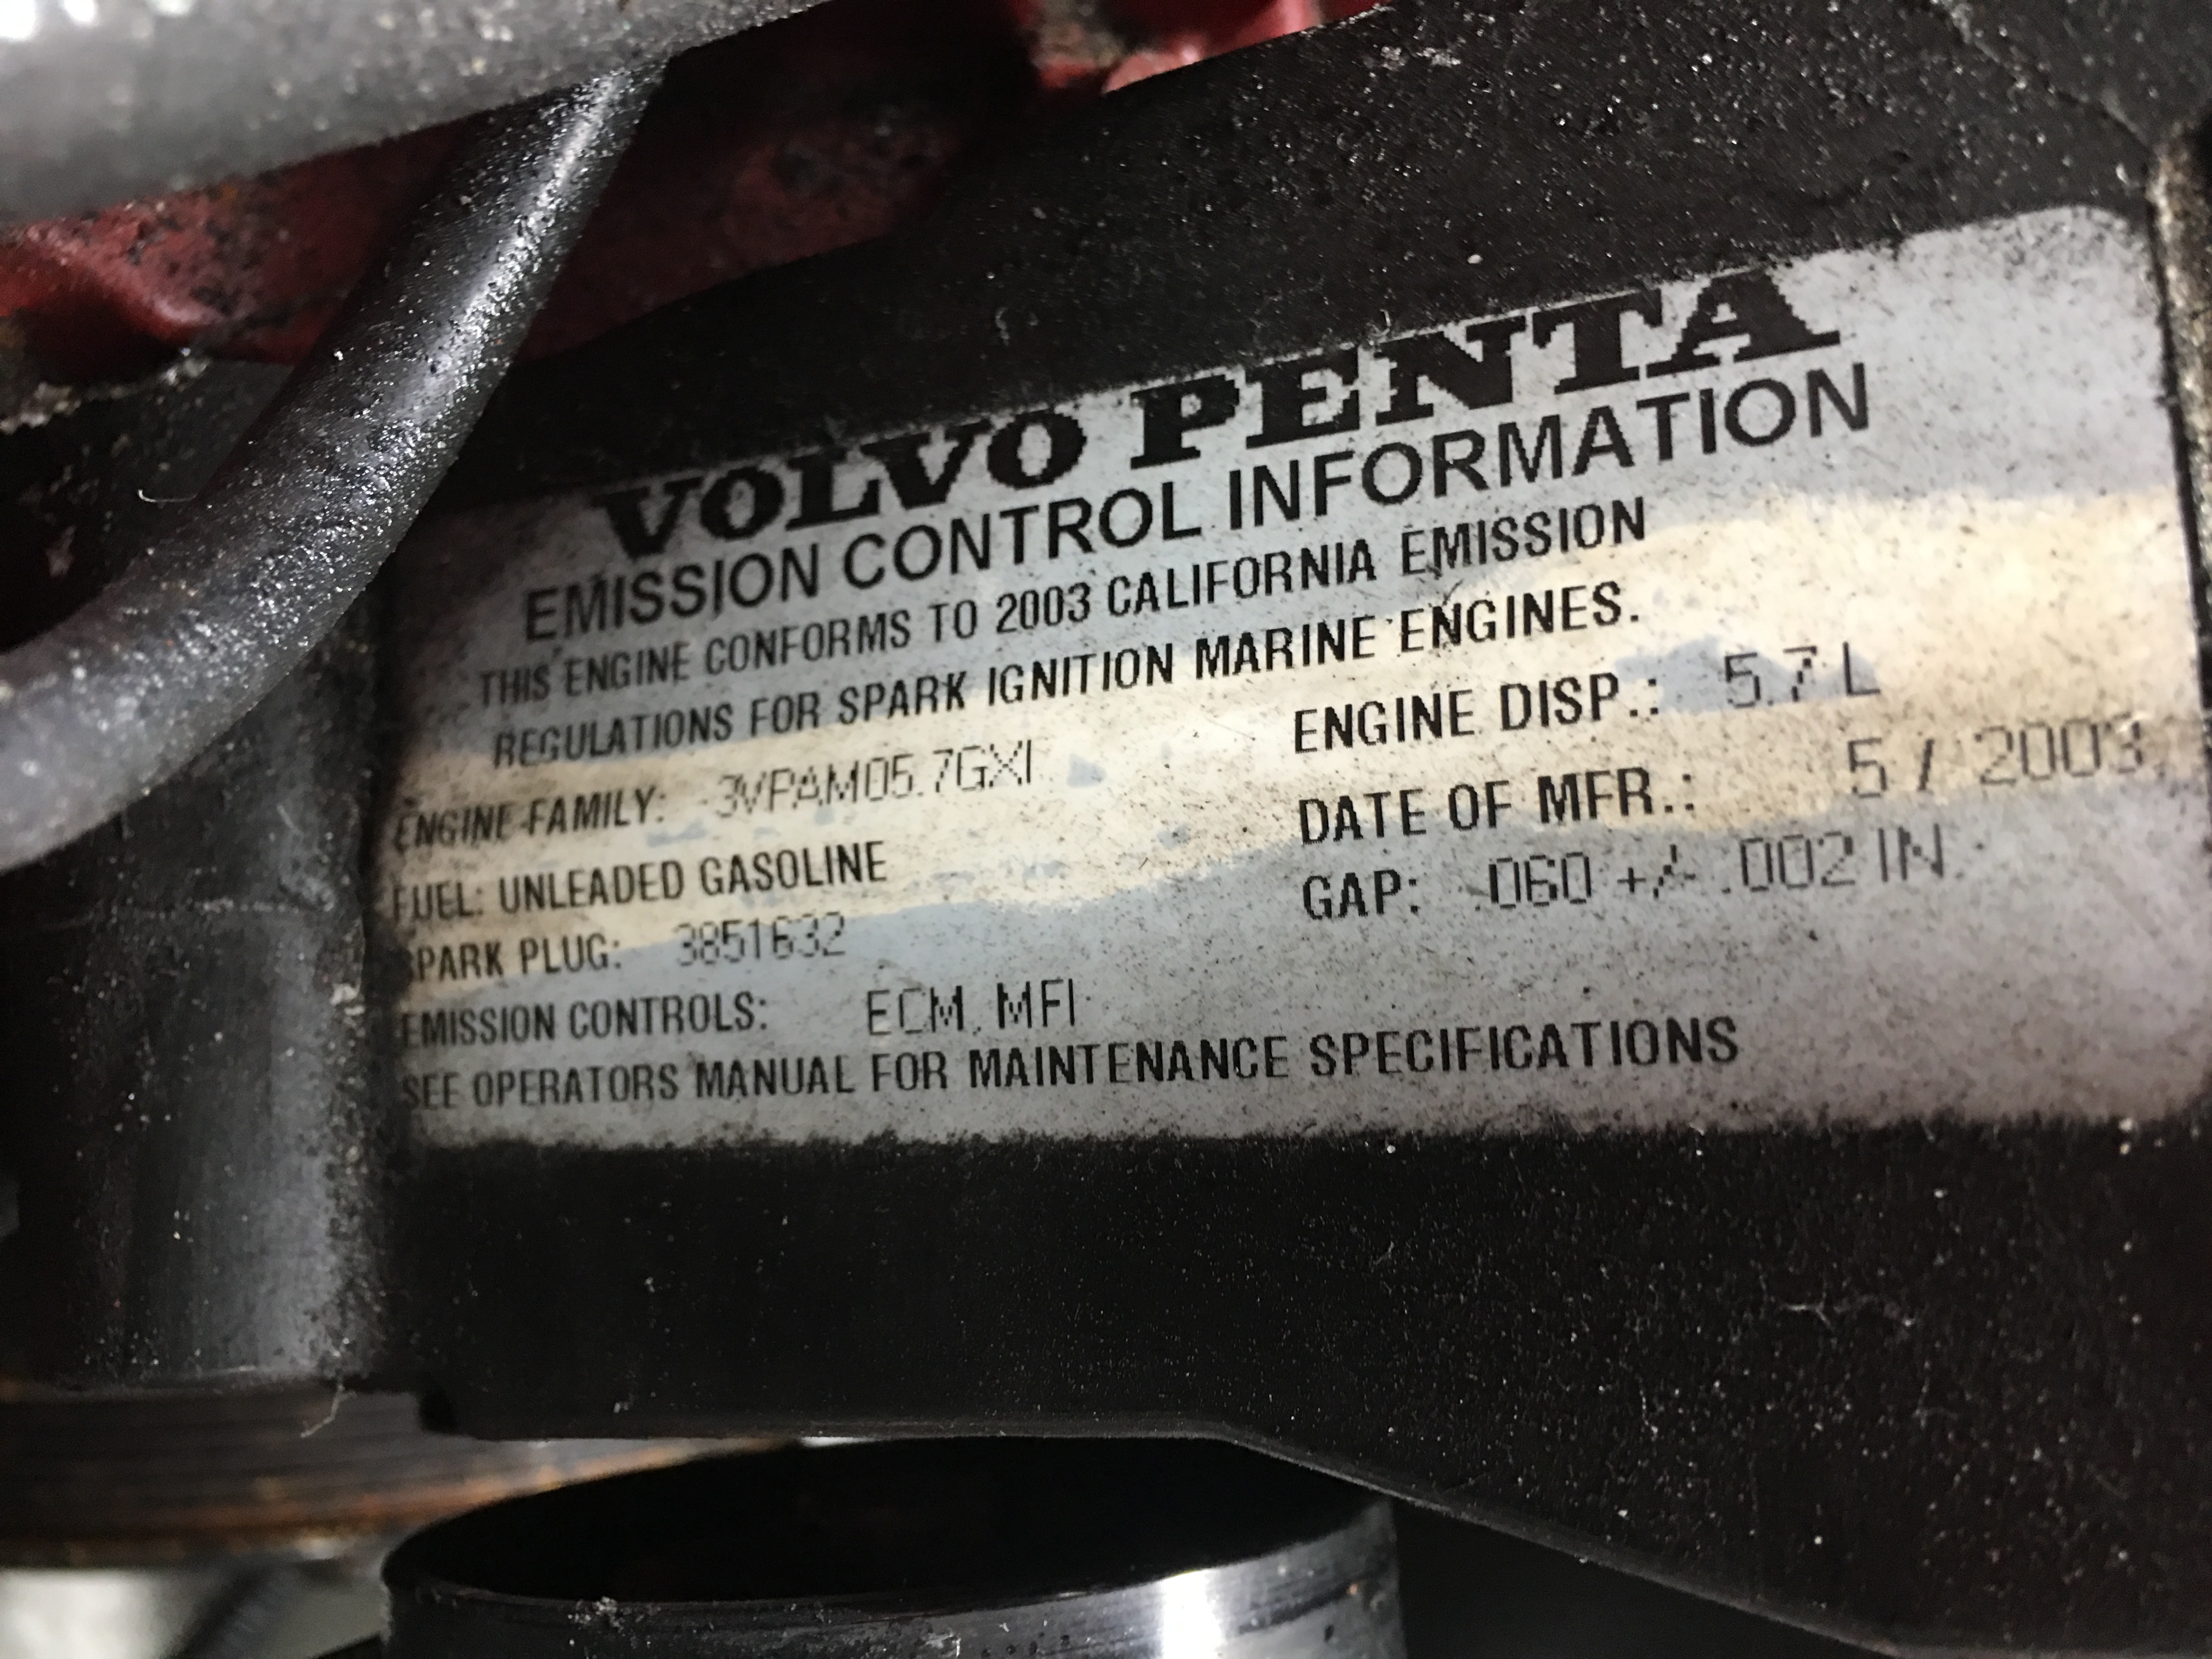 VOLVO PENTA
EMISSION CONTROL INFORMATION
THIS ENGINE CONFORMS TO 2003 CALIFORNIA EMISSION
REGULATIONS FOR SPARK IGNITION MARINE ENGINES.
ENGINE FAMILY: 3VPAM05.7GXI ENGINE DISP.: 5.7 L
FUEL: UNLEADED GASOLINE DATE OF MFR.: 5 / 2003
SPARK PLUG: 3851632 GAP: .060 +/- .002 IN.
EMISSION CONTROLS: ECM, MFI
SEE OPERATORS MANUAL FOR MAINTENANCE SPECIFICATIONS